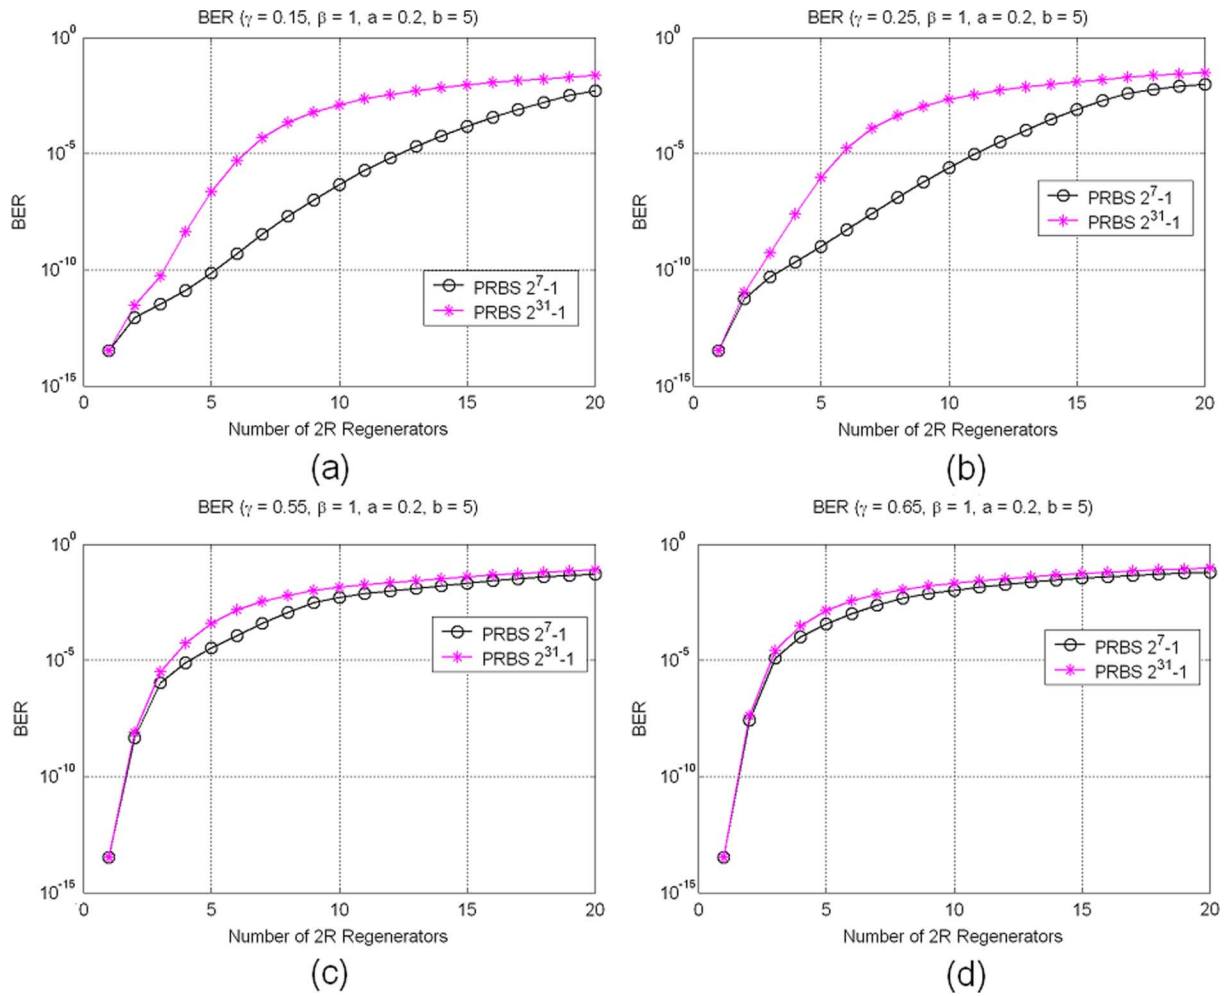 BER (γ = 0.15, β = 1, a = 0.2, b = 5)
10^0
10^-5
10^-10
10^-15
BER
PRBS 2^7-1
PRBS 2^31-1
0 5 10 15 20
Number of 2R Regenerators
(a)
BER (γ = 0.25, β = 1, a = 0.2, b = 5)
10^0
10^-5
10^-10
10^-15
BER
PRBS 2^7-1
PRBS 2^31-1
0 5 10 15 20
Number of 2R Regenerators
(b)
BER (γ = 0.55, β = 1, a = 0.2, b = 5)
10^0
10^-5
10^-10
10^-15
BER
PRBS 2^7-1
PRBS 2^31-1
0 5 10 15 20
Number of 2R Regenerators
(c)
BER (γ = 0.65, β = 1, a = 0.2, b = 5)
10^0
10^-5
10^-10
10^-15
BER
PRBS 2^7-1
PRBS 2^31-1
0 5 10 15 20
Number of 2R Regenerators
(d)